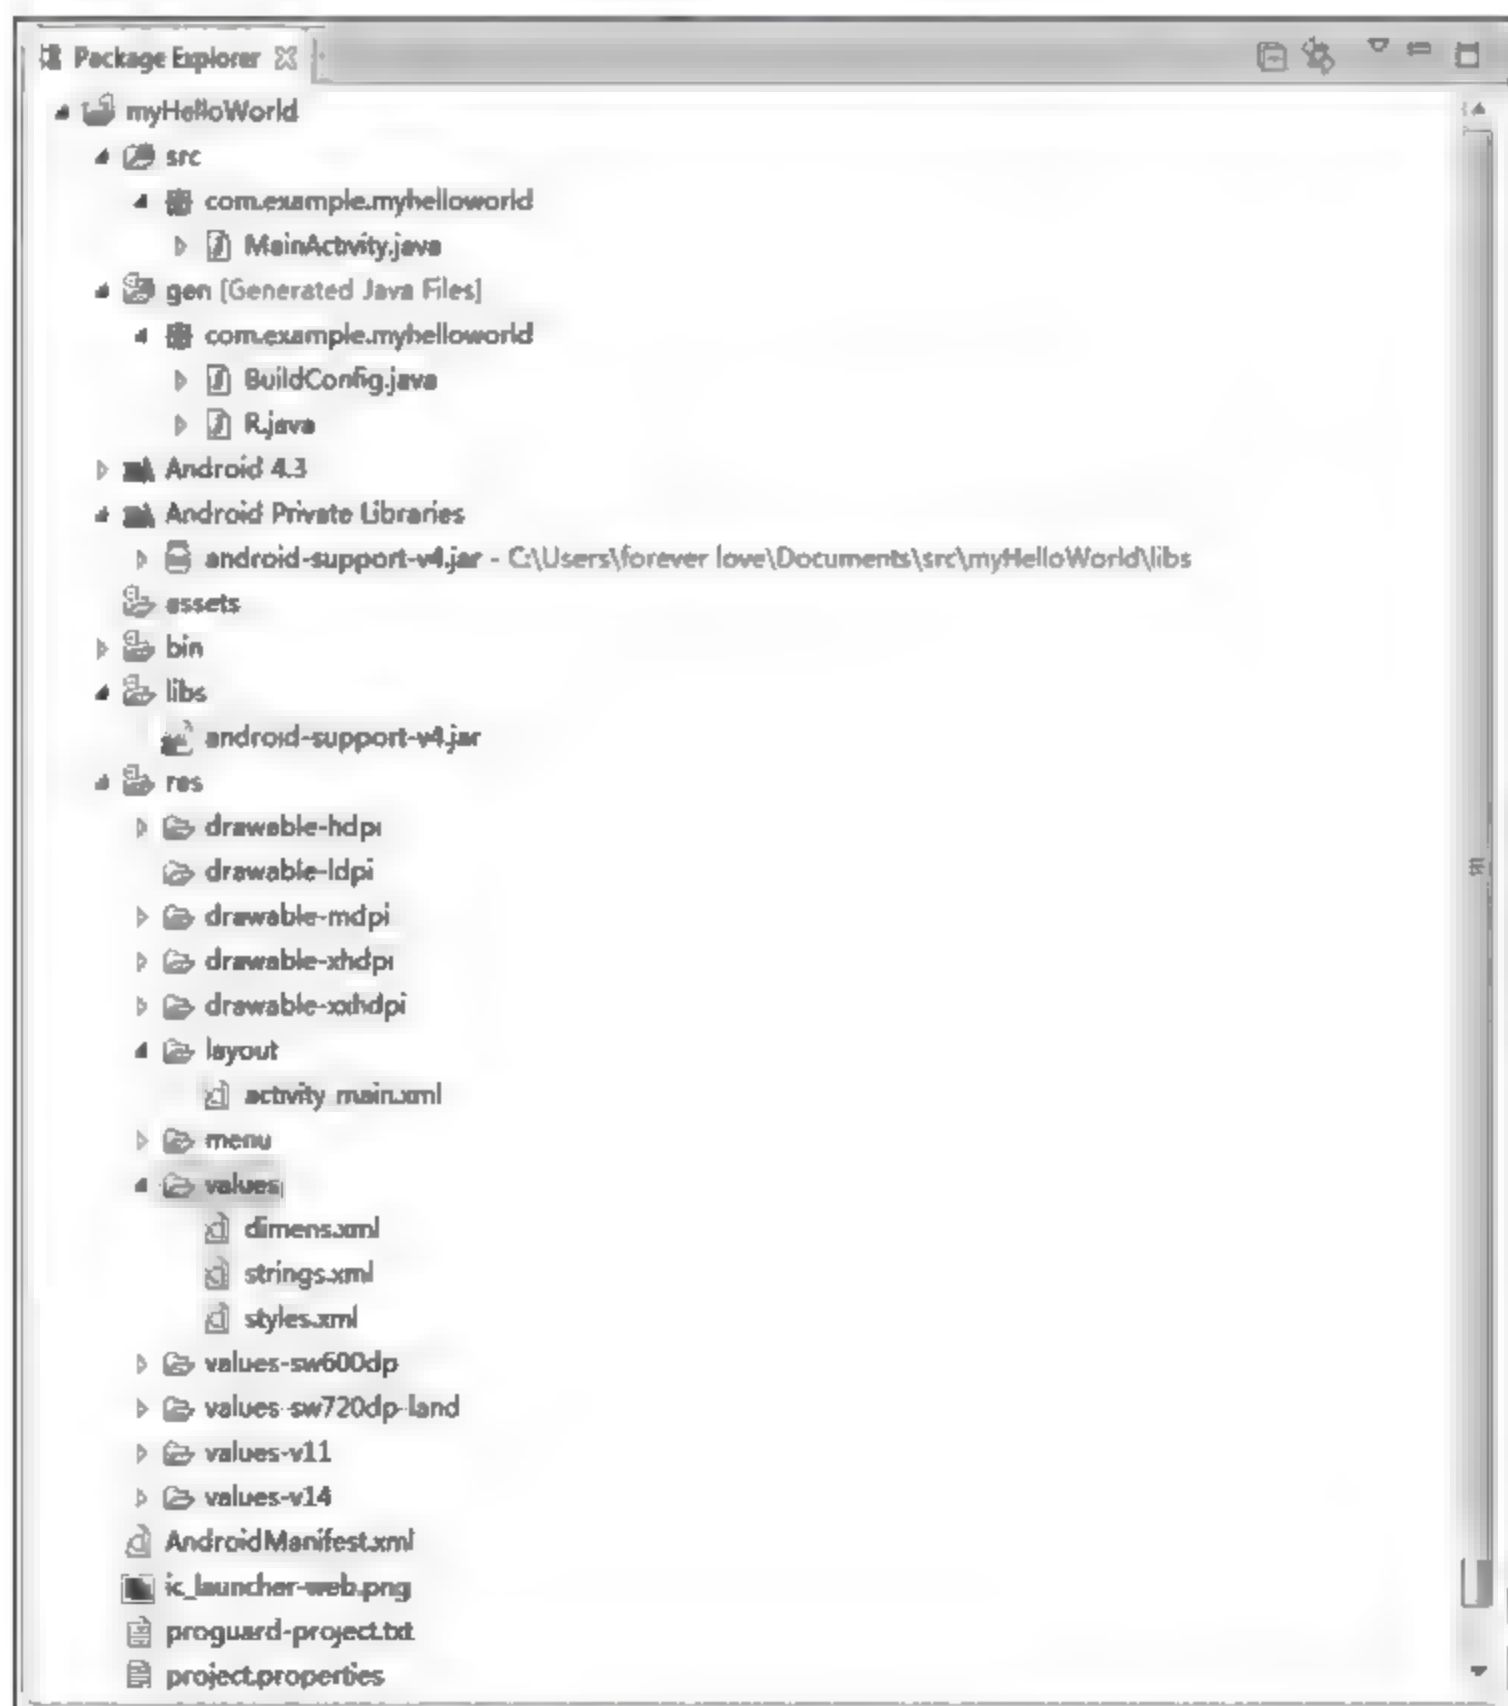 Package Explorer
myHelloWorld
src
com.example.myhelloworld
MainActivity.java
gen [Generated Java Files]
com.example.myhelloworld
BuildConfig.java
R.java
Android 4.3
Android Private Libraries
android-support-v4.jar - C:\Users\forever love\Documents\src\myHelloWorld\libs
assets
bin
libs
android-support-v4.jar
res
drawable-hdpi
drawable-ldpi
drawable-mdpi
drawable-xhdpi
drawable-xxhdpi
layout
activity_main.xml
menu
values
dimens.xml
strings.xml
styles.xml
values-sw600dp
values-sw720dp-land
values-v11
values-v14
AndroidManifest.xml
ic_launcher-web.png
proguard-project.txt
project.properties